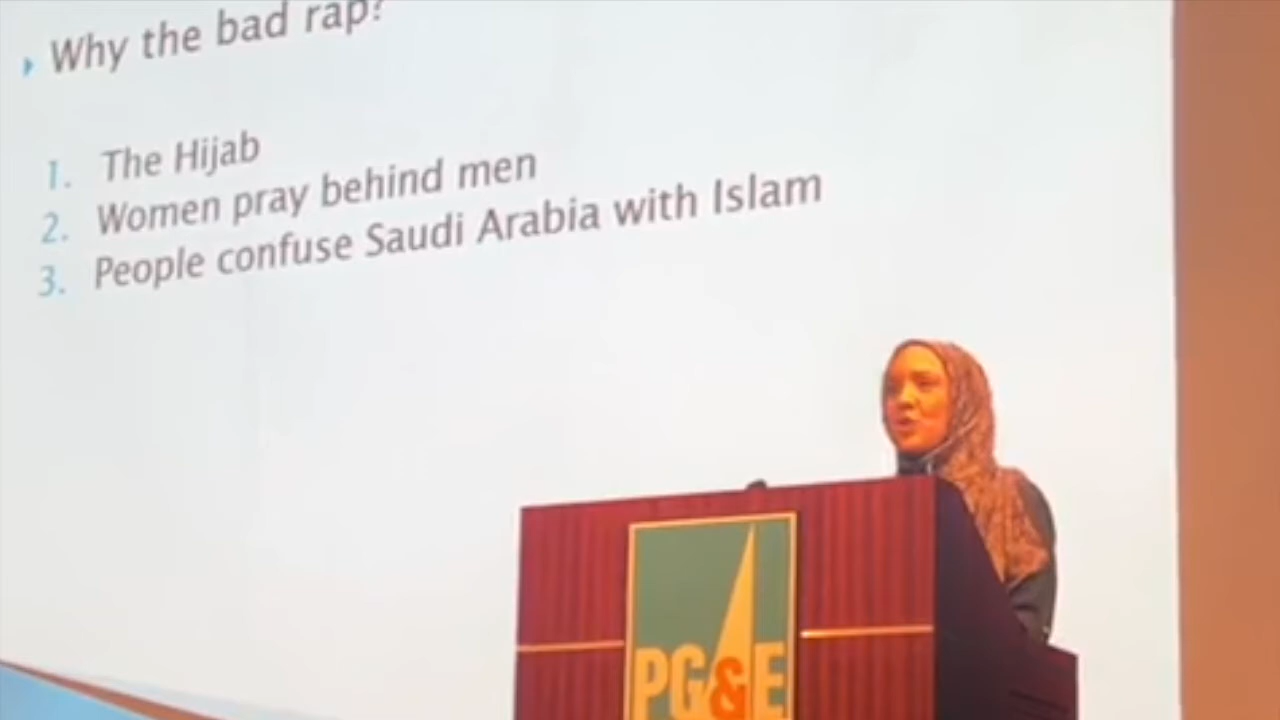 Why the bad rap?
1. The Hijab
2. Women pray behind men
3. People confuse Saudi Arabia with Islam
PG&E